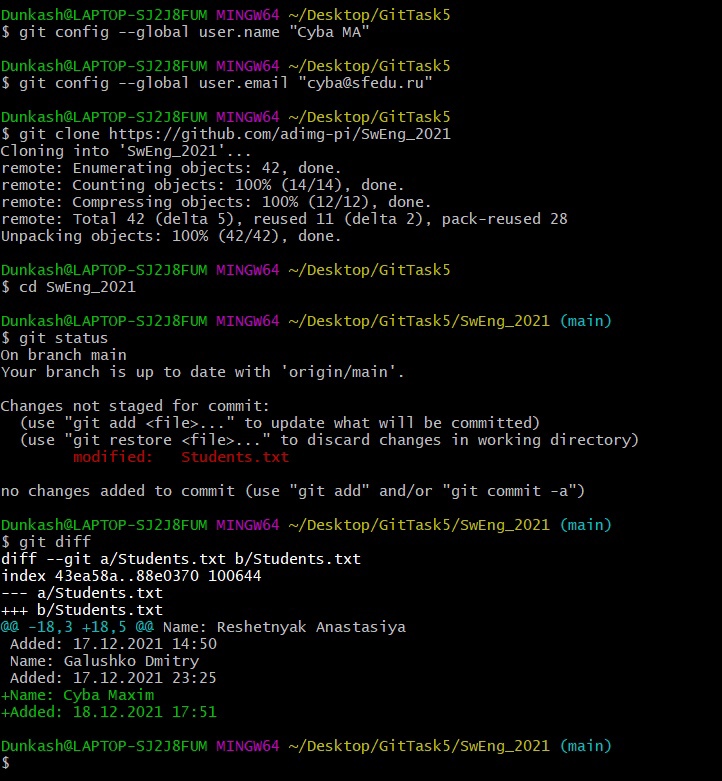 Dunkash@LAPTOP-SJ2J8FUM MINGW64 ~/Desktop/GitTask5
$ git config --global user.name "Cyba MA"
Dunkash@LAPTOP-SJ2J8FUM MINGW64 ~/Desktop/GitTask5
$ git config --global user.email "cyba@sfedu.ru"
Dunkash@LAPTOP-SJ2J8FUM MINGW64 ~/Desktop/GitTask5
$ git clone https://github.com/adimg-pi/SwEng_2021
Cloning into 'SwEng_2021'...
remote: Enumerating objects: 42, done.
remote: Counting objects: 100% (14/14), done.
remote: Compressing objects: 100% (12/12), done.
remote: Total 42 (delta 5), reused 11 (delta 2), pack-reused 28
Unpacking objects: 100% (42/42), done.
Dunkash@LAPTOP-SJ2J8FUM MINGW64 ~/Desktop/GitTask5
$ cd SwEng_2021
Dunkash@LAPTOP-SJ2J8FUM MINGW64 ~/Desktop/GitTask5/SwEng_2021 (main)
$ git status
On branch main
Your branch is up to date with 'origin/main'.
Changes not staged for commit:
  (use "git add <file>..." to update what will be committed)
  (use "git restore <file>..." to discard changes in working directory)
        modified:   Students.txt
no changes added to commit (use "git add" and/or "git commit -a")
Dunkash@LAPTOP-SJ2J8FUM MINGW64 ~/Desktop/GitTask5/SwEng_2021 (main)
$ git diff
diff --git a/Students.txt b/Students.txt
index 43ea58a..88e0370 100644
--- a/Students.txt
+++ b/Students.txt
@@ -18,3 +18,5 @@ Name: Reshetnyak Anastasiya
 Added: 17.12.2021 14:50
 Name: Galushko Dmitry
 Added: 17.12.2021 23:25
+Name: Cyba Maxim
+Added: 18.12.2021 17:51
Dunkash@LAPTOP-SJ2J8FUM MINGW64 ~/Desktop/GitTask5/SwEng_2021 (main)
$